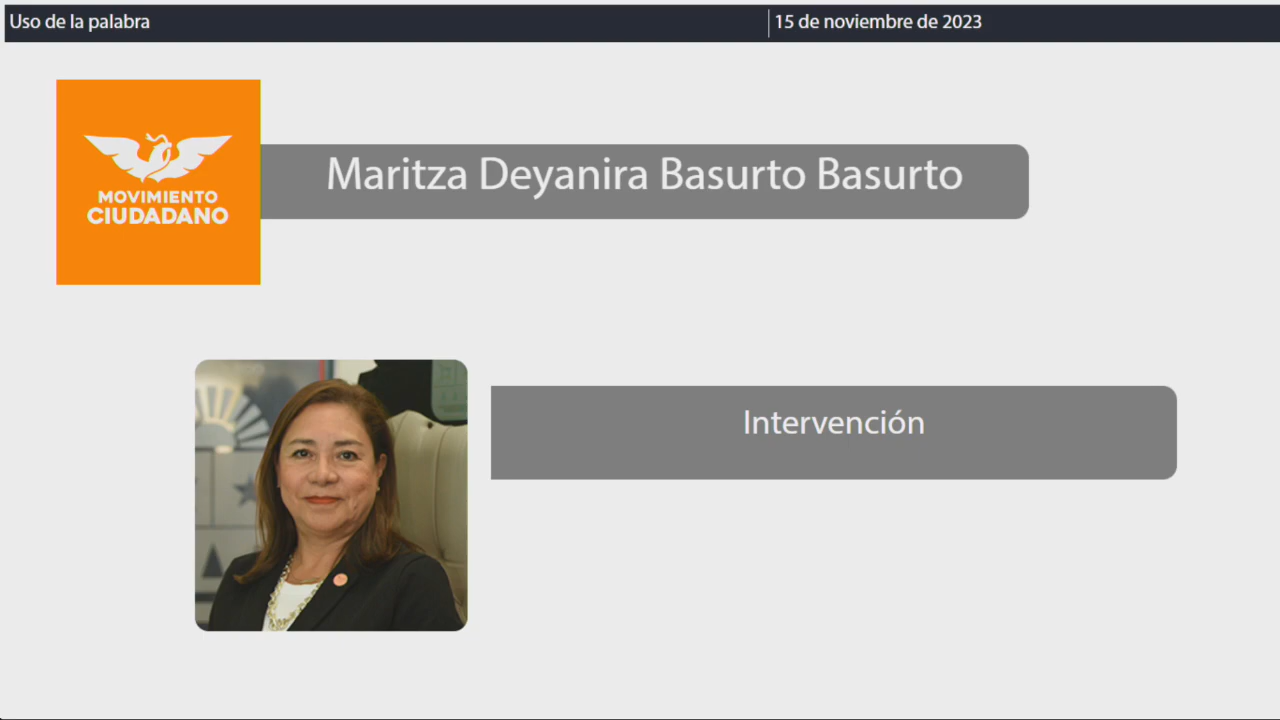 Uso de la palabra
15 de noviembre de 2023
MOVIMIENTO
CIUDADANO
Maritza Deyanira Basurto Basurto
Intervención